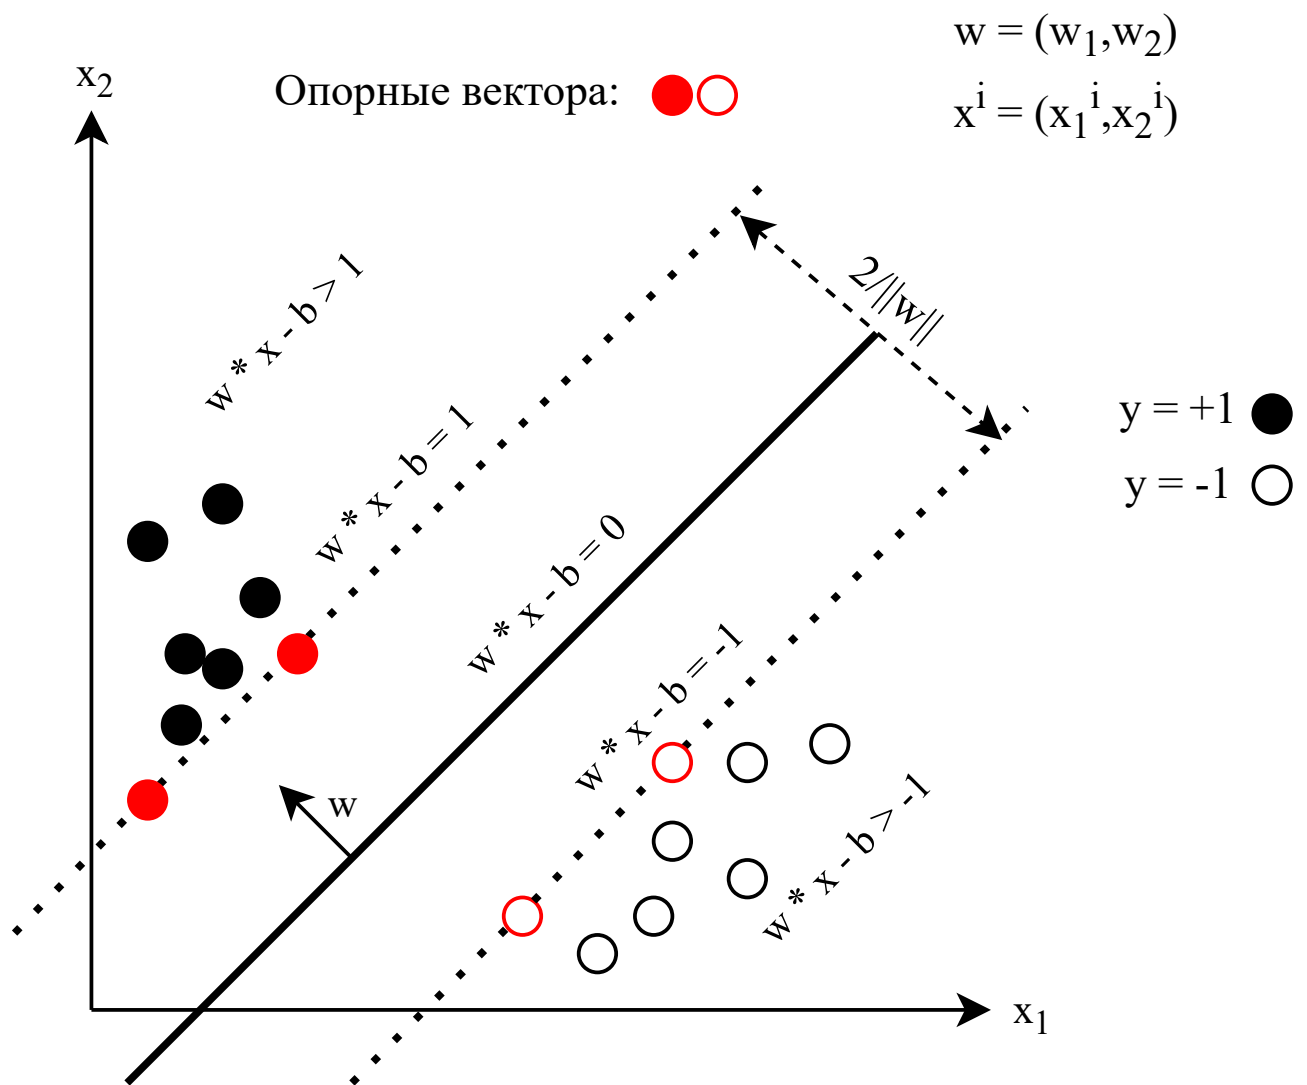 w = (w₁,w₂)
x₂
Опорные вектора:
xⁱ = (x₁ⁱ,x₂ⁱ)
w * x - b > 1
2/||w||
w * x - b = 1
y = +1
y = -1
w * x - b = 0
w * x - b = -1
w
w * x - b > -1
x₁